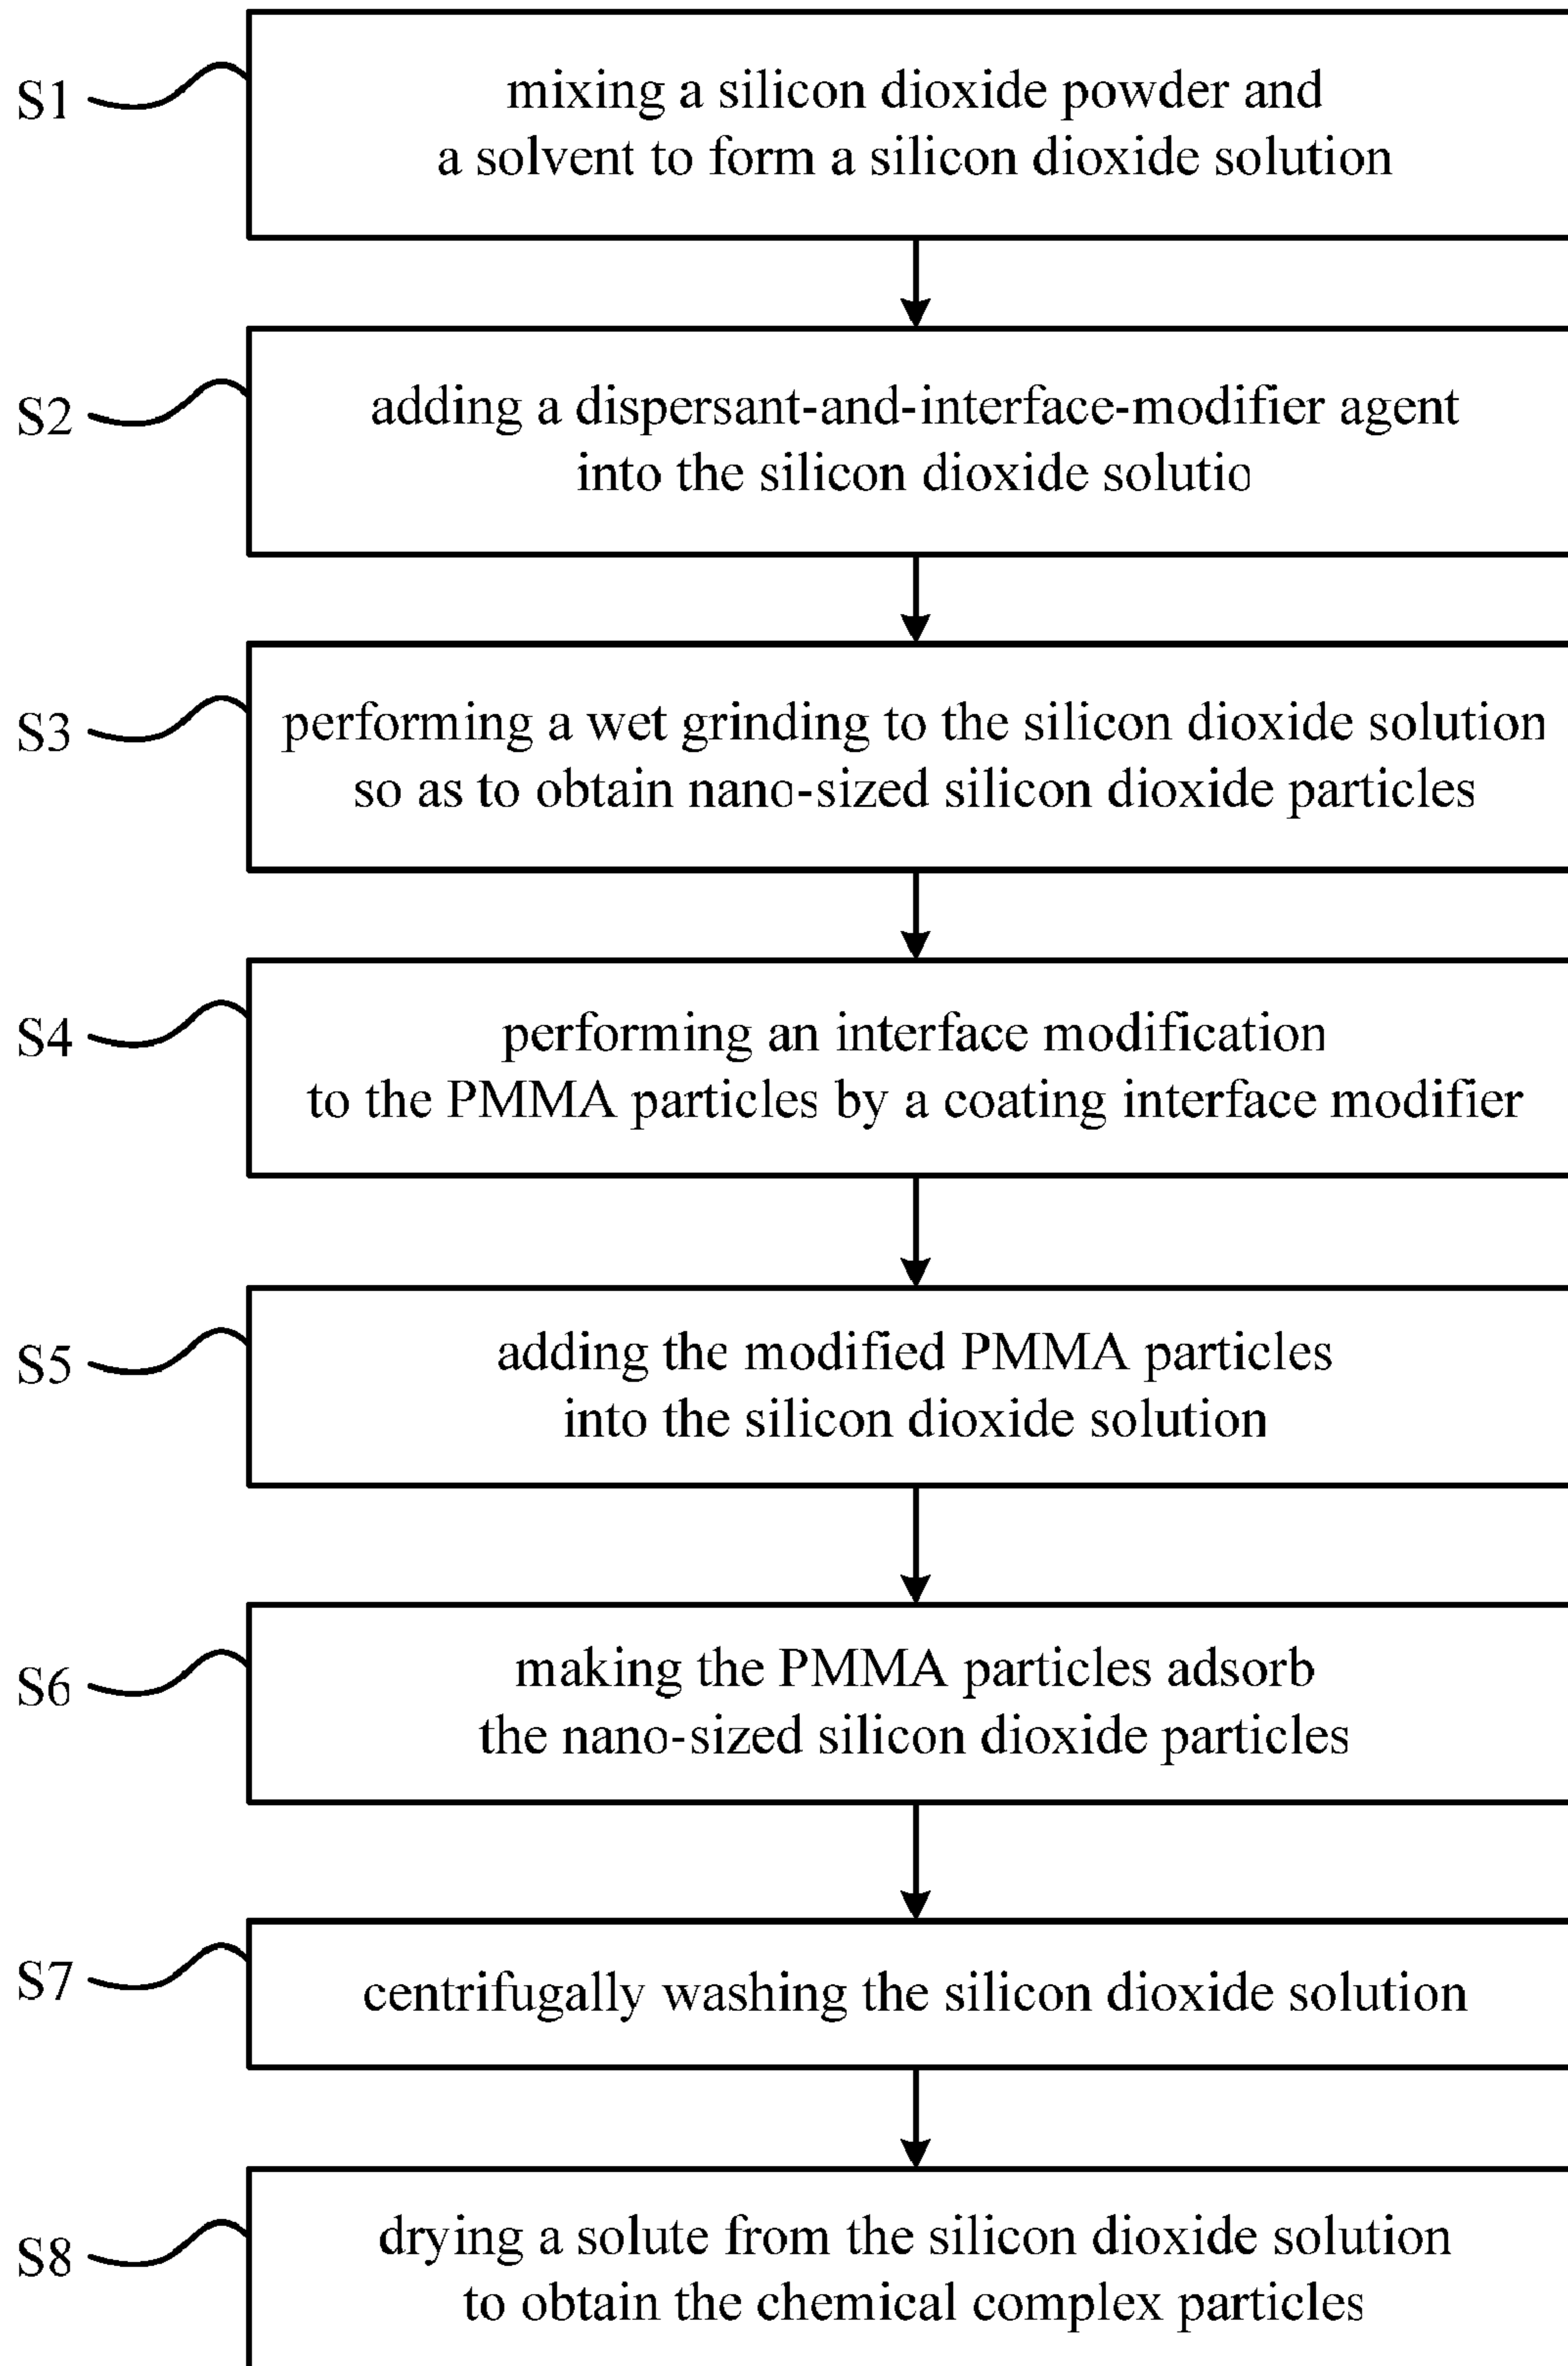 S1
mixing a silicon dioxide powder and
a solvent to form a silicon dioxide solution
S2
adding a dispersant-and-interface-modifier agent
into the silicon dioxide solutio
S3
performing a wet grinding to the silicon dioxide solution
so as to obtain nano-sized silicon dioxide particles
S4
performing an interface modification
to the PMMA particles by a coating interface modifier
S5
adding the modified PMMA particles
into the silicon dioxide solution
S6
making the PMMA particles adsorb
the nano-sized silicon dioxide particles
S7
centrifugally washing the silicon dioxide solution
S8
drying a solute from the silicon dioxide solution
to obtain the chemical complex particles